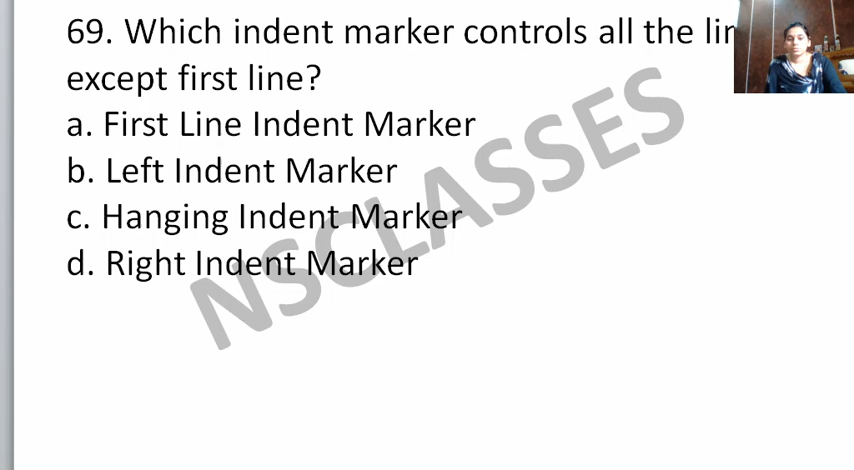 69. Which indent marker controls all the
except first line?
a. First Line Indent Marker
b. Left Indent Marker
c. Hanging Indent Marker
d. Right Indent Marker
NSCLASSES